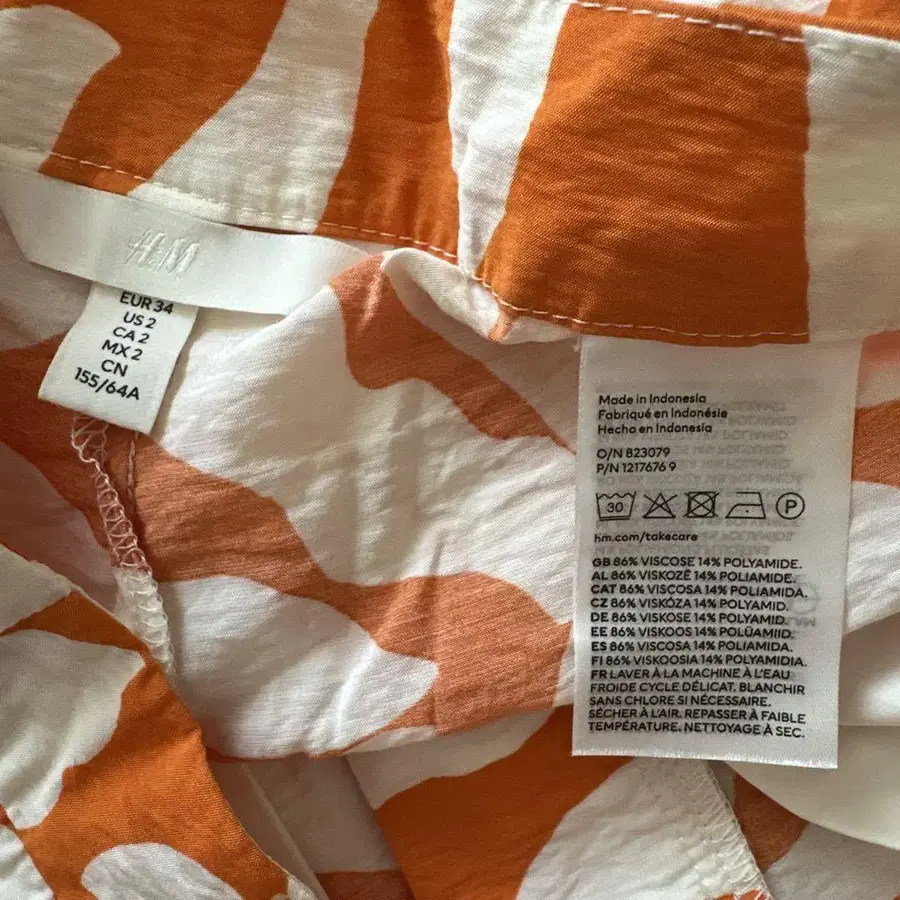 H&M
EUR 34
US 2
CA 2
MX 2
CN
155/64A
Made in Indonesia
Fabriqué en Indonésie
Hecho en Indonesia
O/N 823079
P/N 1217676 9
30
P
hm.com/takecare
GB 86% VISCOSE 14% POLYAMIDE.
AL 86% VISKOZË 14% POLIAMIDE.
CAT 86% VISCOSA 14% POLIAMIDA.
CZ 86% VISKÓZA 14% POLYAMID.
DE 86% VISKOSE 14% POLYAMID.
EE 86% VISKOOS 14% POLÜAMIID.
ES 86% VISCOSA 14% POLIAMIDA.
FI 86% VISKOOSIA 14% POLYAMIDIA.
FR LAVER À LA MACHINE À L'EAU
FROIDE CYCLE DÉLICAT. BLANCHIR
SANS CHLORE SI NÉCESSAIRE.
SÉCHER À L'AIR. REPASSER À FAIBLE
TEMPÉRATURE. NETTOYAGE À SEC.